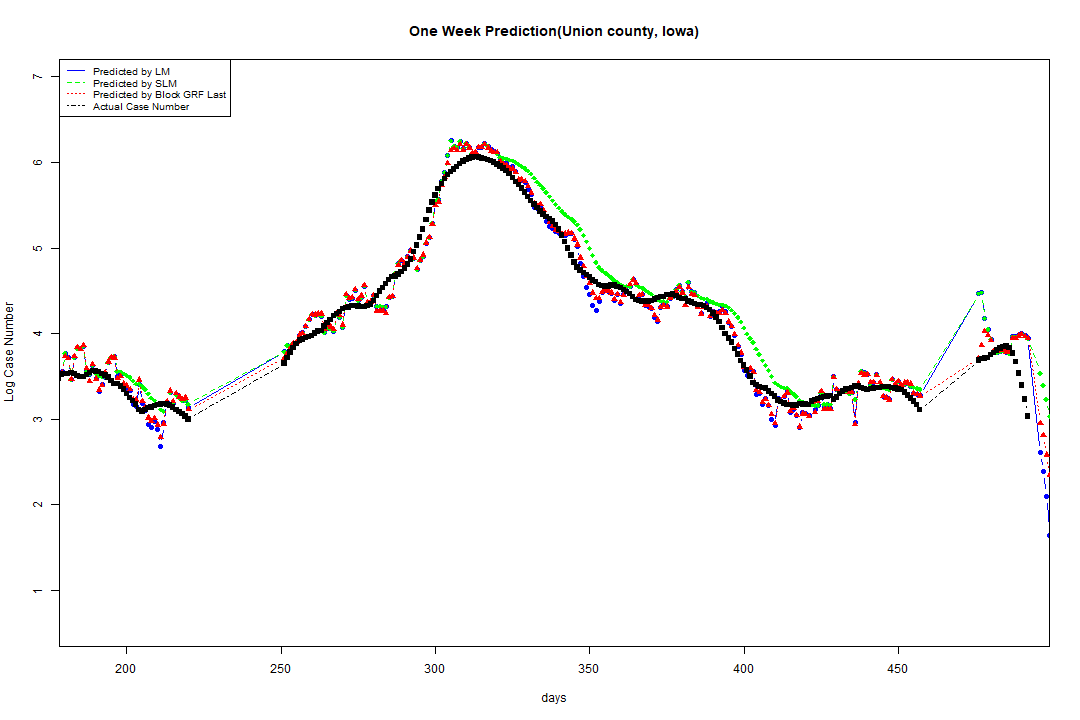 One Week Prediction(Union county, Iowa)
Predicted by LM
Predicted by SLM
Predicted by Block GRF Last
Actual Case Number
7
6
5
4
3
2
1
Log Case Number
200 250 300 350 400 450
days